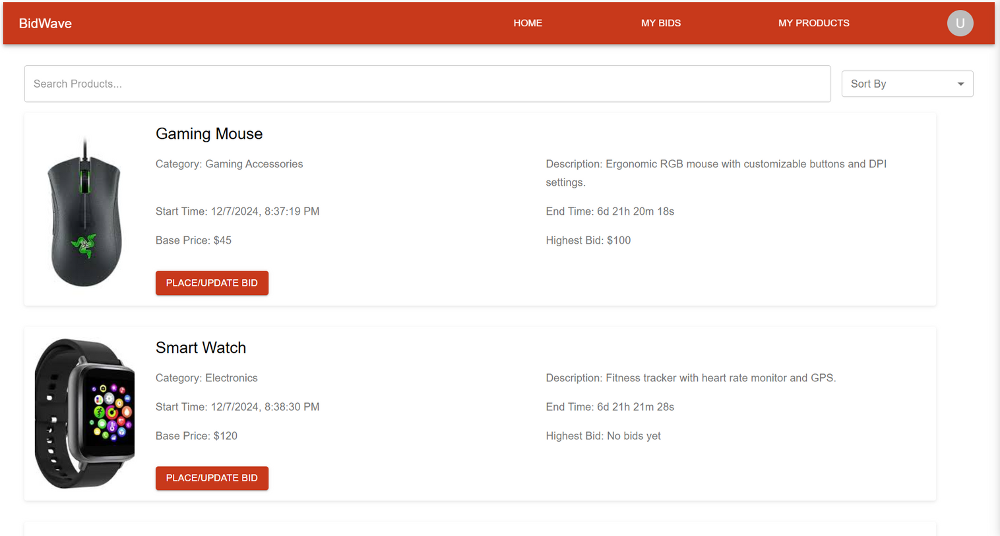 BidWave
HOME
MY BIDS
MY PRODUCTS
U
Search Products...
Sort By
Gaming Mouse
Category: Gaming Accessories
Description: Ergonomic RGB mouse with customizable buttons and DPI
settings.
Start Time: 12/7/2024, 8:37:19 PM
End Time: 6d 21h 20m 18s
Base Price: $45
Highest Bid: $100
PLACE/UPDATE BID
Smart Watch
Category: Electronics
Description: Fitness tracker with heart rate monitor and GPS.
Start Time: 12/7/2024, 8:38:30 PM
End Time: 6d 21h 21m 28s
Base Price: $120
Highest Bid: No bids yet
PLACE/UPDATE BID